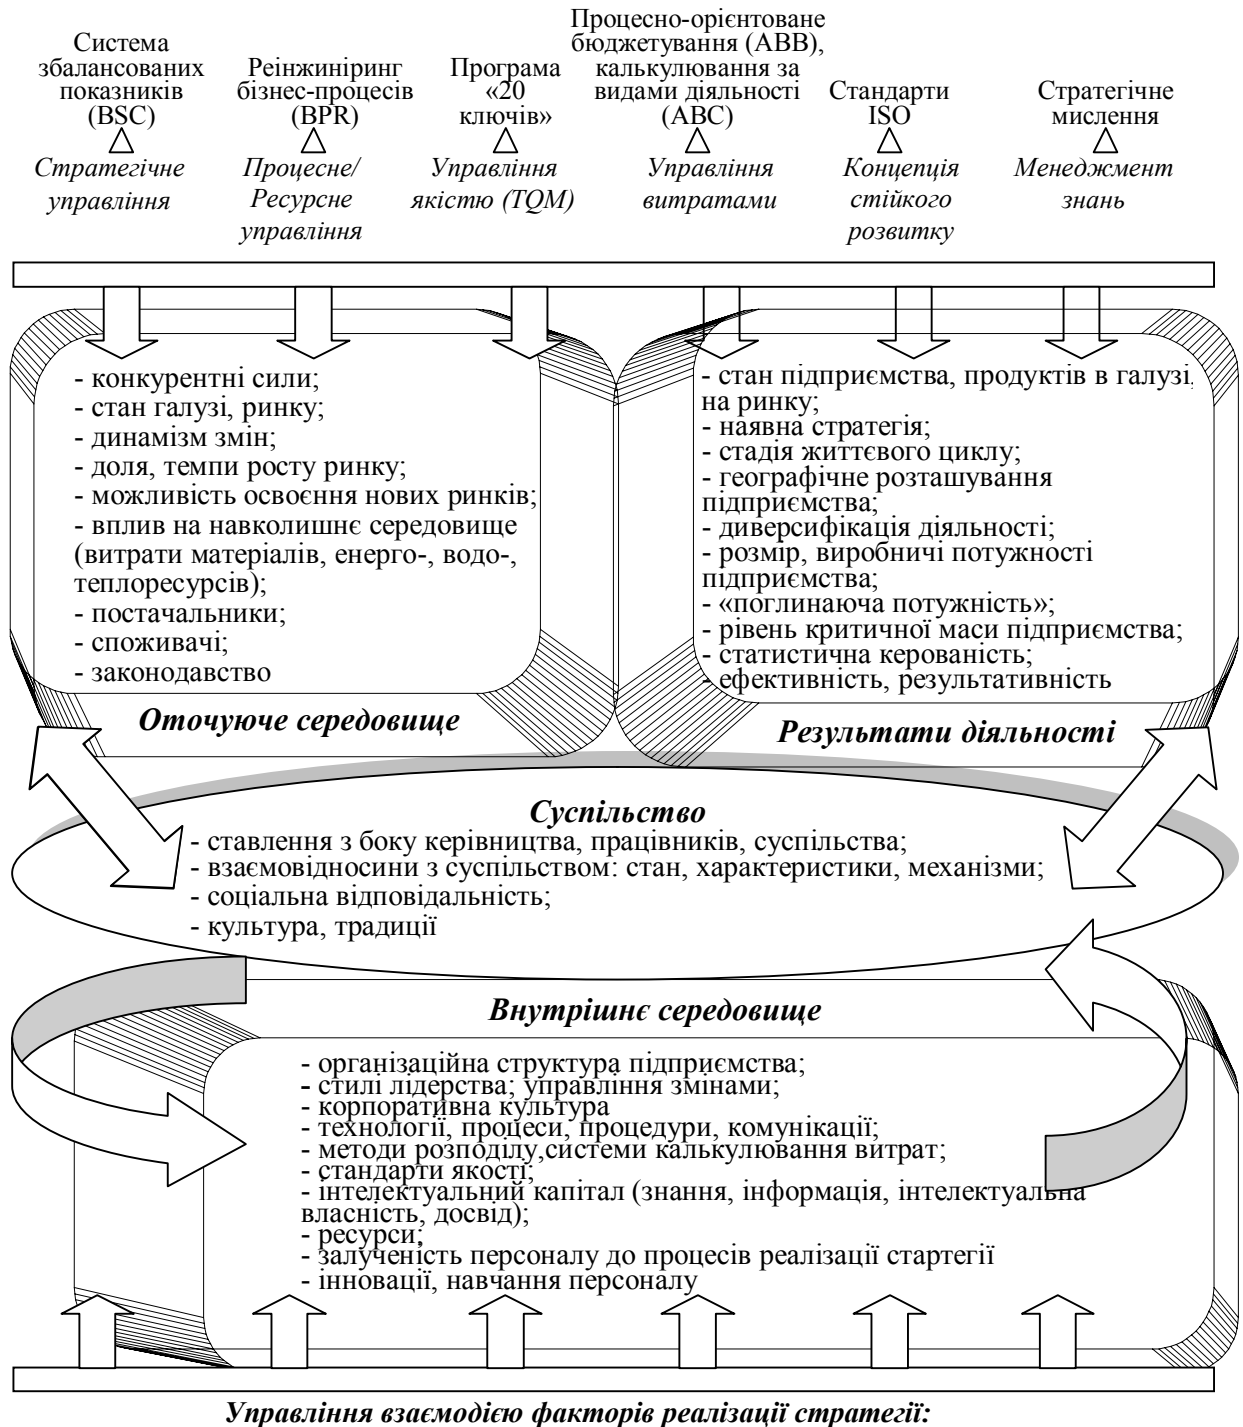 Система
збалансованих
показників
(BSC)
Реінжиніринг
бізнес-процесів
(BPR)
Програма
«20
ключів»
Процесно-орієнтоване
бюджетування (АВВ),
калькулювання за
видами діяльності
(АВС)
Стандарти
ISO
Стратегічне
мислення
Стратегічне
управління
Процесне/
Ресурсне
управління
Управління
якістю (TQM)
Управління
витратами
Концепція
стійкого
розвитку
Менеджмент
знань
- конкурентні сили;
- стан галузі, ринку;
- динамізм змін;
- доля, темпи росту ринку;
- можливість освоєння нових ринків;
- вплив на навколишнє середовище
(витрати матеріалів, енерго-, водо-,
теплоресурсів);
- постачальники;
- споживачі;
- законодавство
Оточуюче середовище
- стан підприємства, продуктів в галузі,
на ринку;
- наявна стратегія;
- стадія життєвого циклу;
- географічне розташування
підприємства;
- диверсифікація діяльності;
- розмір, виробничі потужності
підприємства;
- «поглинаюча потужність»;
- рівень критичної маси підприємства;
- статистична керованість;
- ефективність, результативність
Результати діяльності
Суспільство
- ставлення з боку керівництва, працівників, суспільства;
- взаємовідносини з суспільством: стан, характеристики, механізми;
- соціальна відповідальність;
- культура, традиції
Внутрішнє середовище
- організаційна структура підприємства;
- стилі лідерства; управління змінами;
- корпоративна культура
- технології, процеси, процедури, комунікації;
- методи розподілу,системи калькулювання витрат;
- стандарти якості;
- інтелектуальний капітал (знання, інформація, інтелектуальна
власність, досвід);
- ресурси;
- залученість персоналу до процесів реалізації стартегії
- інновації, навчання персоналу
Управління взаємодією факторів реалізації стратегії: